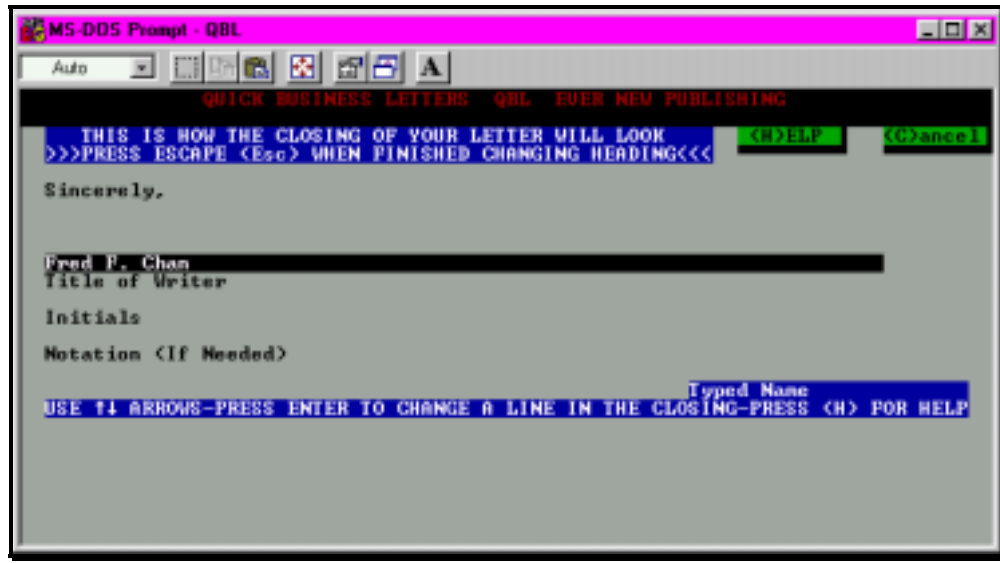 MS-DOS Prompt - QBL
Auto A
QUICK BUSINESS LETTERS QBL EVER NEW PUBLISHING
THIS IS HOW THE CLOSING OF YOUR LETTER WILL LOOK (H)ELP (C)ancel
>>>PRESS ESCAPE (Esc) WHEN FINISHED CHANGING HEADING<<<
Sincerely,
Fred P. Chan
Title of Writer
Initials
Notation (If Needed)
Typed Name
USE ↑↓ ARROWS-PRESS ENTER TO CHANGE A LINE IN THE CLOSING-PRESS (H) FOR HELP